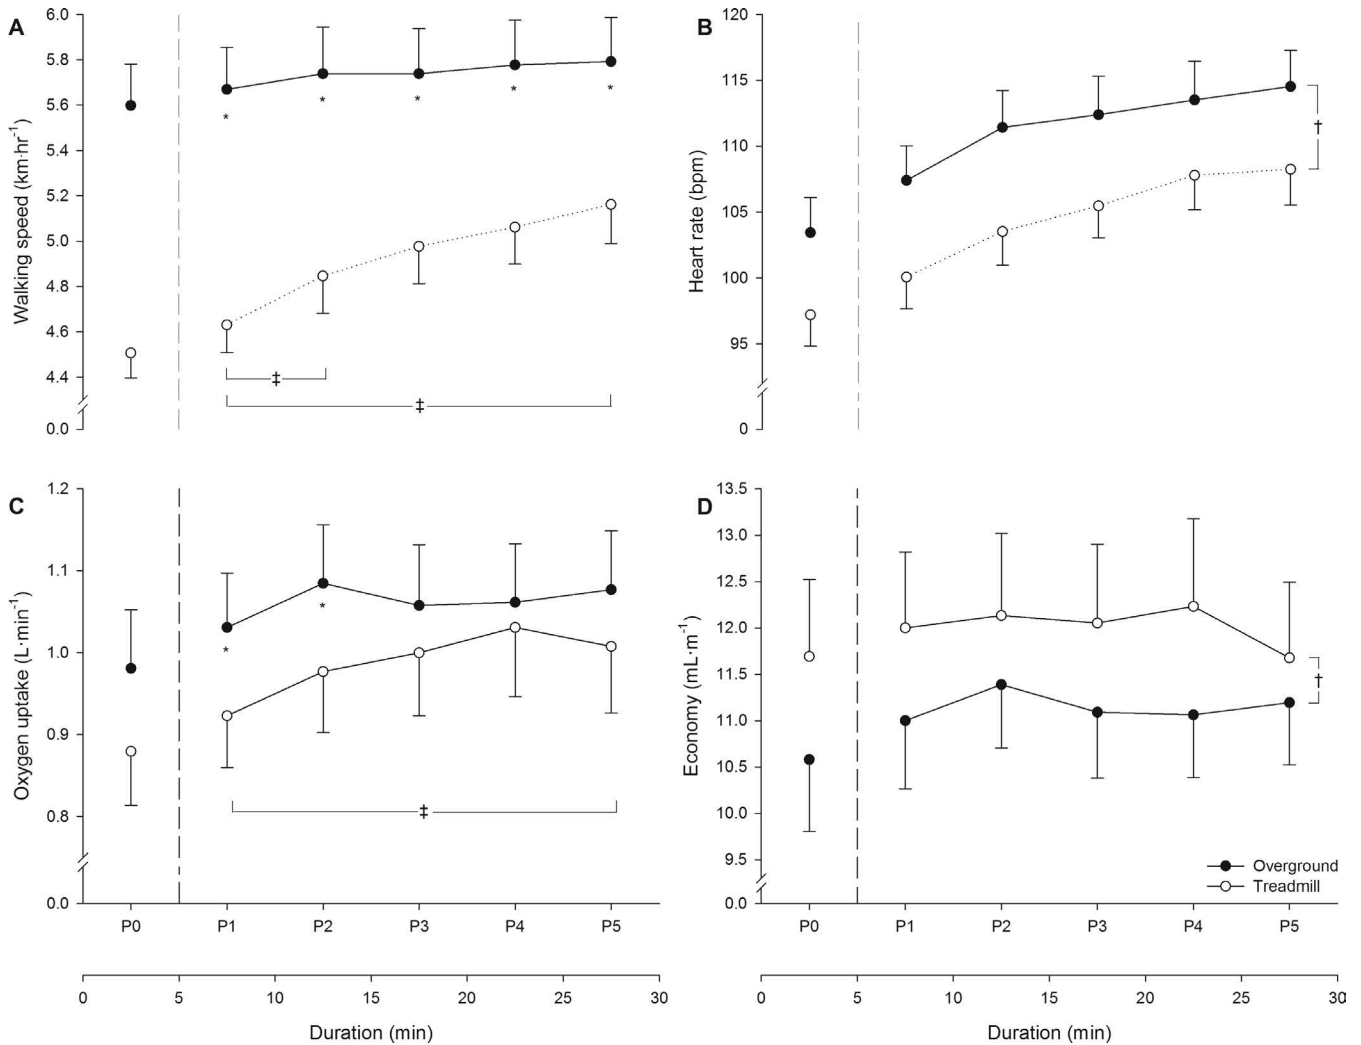 A
Walking speed (km·hr⁻¹)
6.0
5.8
5.6
5.4
5.2
5.0
4.8
4.6
4.4
0.0
* * * * *
‡
‡
B
Heart rate (bpm)
120
115
110
105
100
95
0
†
C
Oxygen uptake (L·min⁻¹)
1.2
1.1
1.0
0.9
0.8
0.0
* *
‡
P0 P1 P2 P3 P4 P5
0 5 10 15 20 25 30
Duration (min)
D
Economy (mL·m⁻¹)
13.5
13.0
12.5
12.0
11.5
11.0
10.5
10.0
9.5
0.0
†
Overground
Treadmill
P0 P1 P2 P3 P4 P5
0 5 10 15 20 25 30
Duration (min)